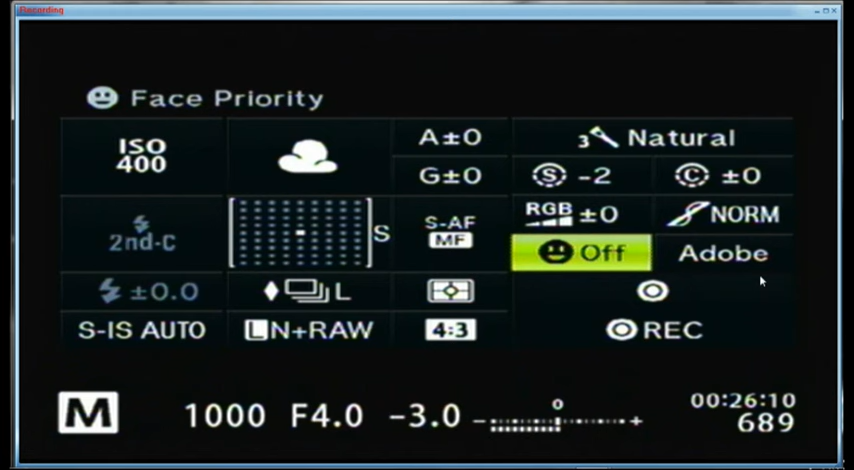 Recording
Face Priority
ISO 400
A±0
G±0
3 Natural
S -2
C ±0
2nd-C
S
S-AF
MF
RGB ±0
NORM
Off
Adobe
±0.0
L
S-IS AUTO
LN+RAW
4:3
REC
M 1000 F4.0 -3.0 - 0 +
00:26:10
689